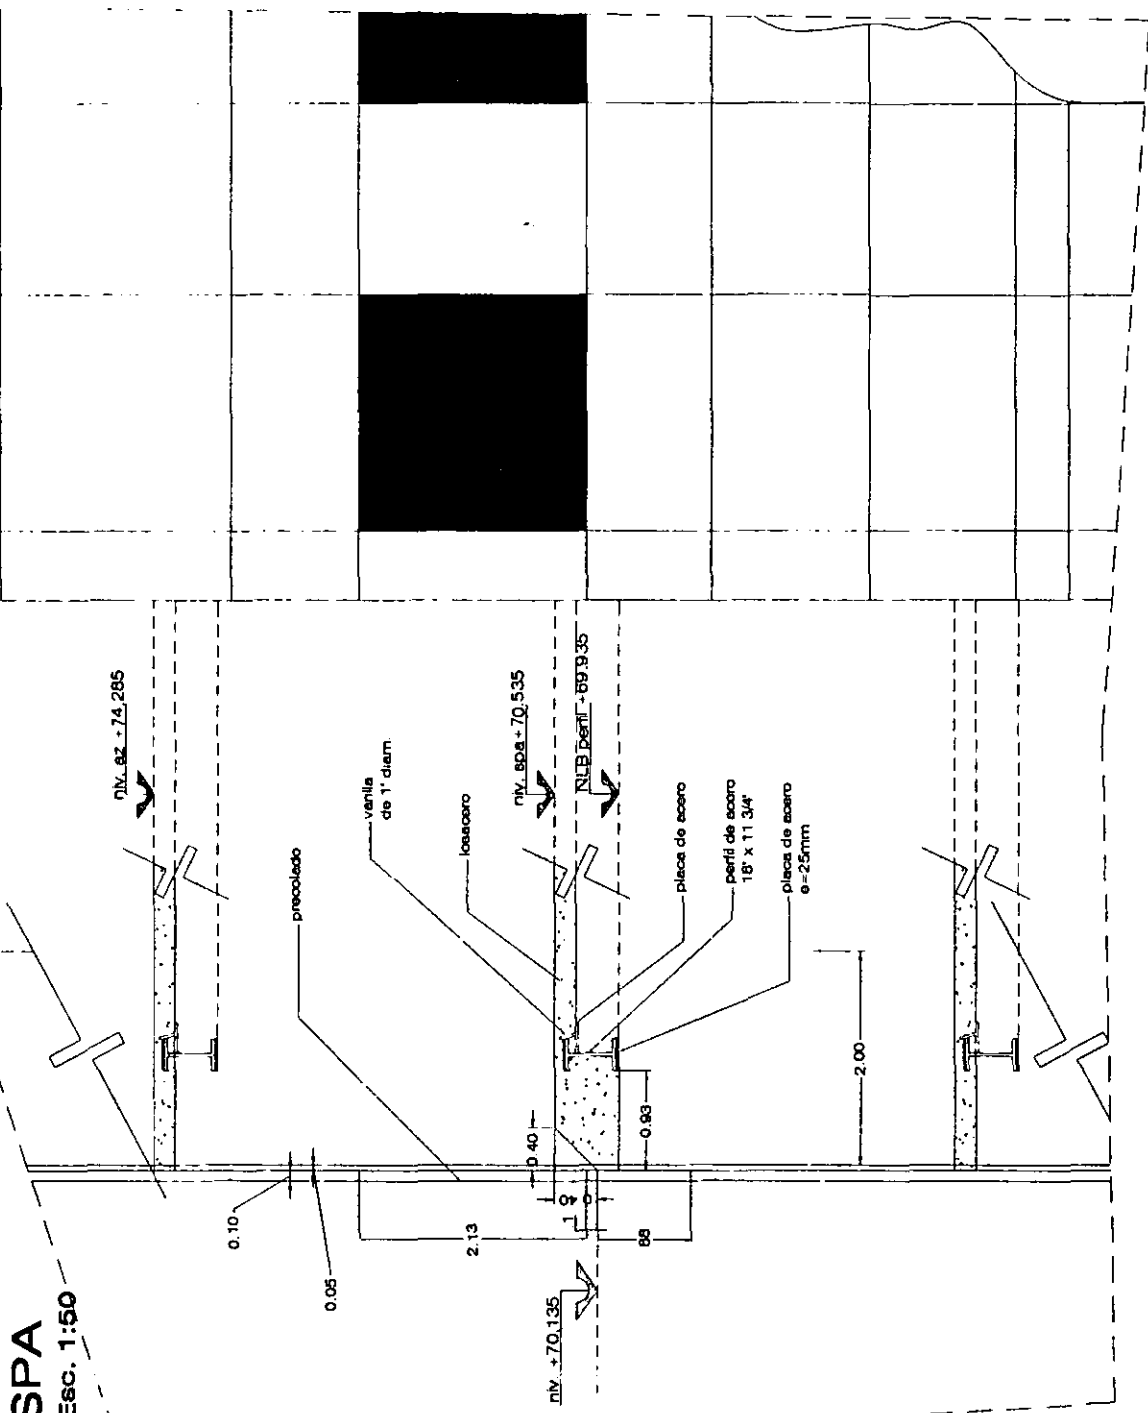 SPA
Esc. 1:50
niv. az +74.285
precolado
varilla
de 1" diam.
losacero
niv. spa +70.535
NLB perfil +69.935
placa de acero
perfil de acero
18" x 11 3/4"
placa de acero
e=25mm
0.10
0.05
2.13
0.40
0.93
2.00
1
88
niv. +70.135